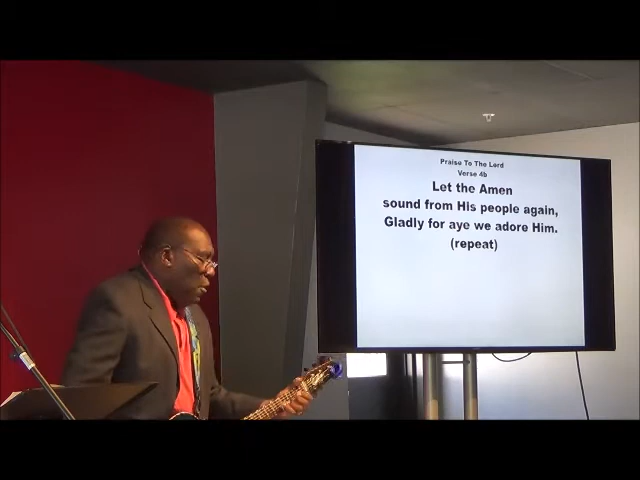 Praise To The Lord
Verse 4b
Let the Amen
sound from His people again,
Gladly for aye we adore Him.
(repeat)